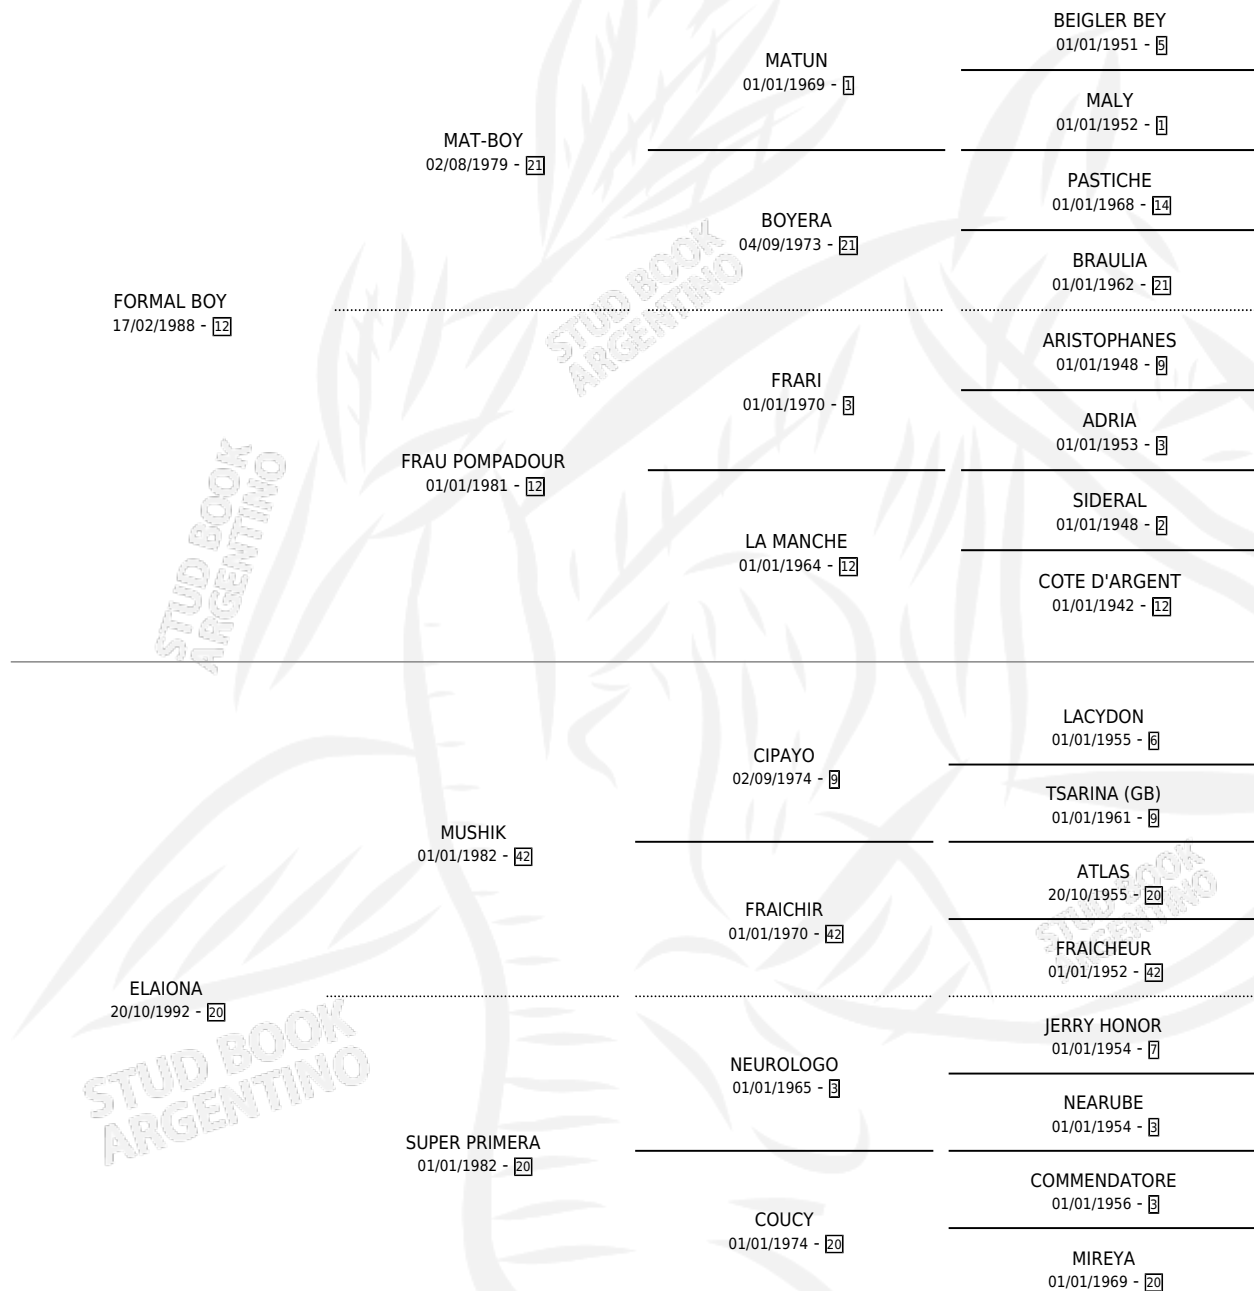 BEIGLER BEY
01/01/1951 - 5
MATUN
01/01/1969 - 1
MALY
01/01/1952 - 1
MAT-BOY
02/08/1979 - 21
PASTICHE
01/01/1968 - 14
BOYERA
04/09/1973 - 21
BRAULIA
01/01/1962 - 21
FORMAL BOY
17/02/1988 - 12
ARISTOPHANES
01/01/1948 - 9
FRARI
01/01/1970 - 3
ADRIA
01/01/1953 - 3
FRAU POMPADOUR
01/01/1981 - 12
SIDERAL
01/01/1948 - 2
LA MANCHE
01/01/1964 - 12
COTE D'ARGENT
01/01/1942 - 12
LACYDON
01/01/1955 - 6
CIPAYO
02/09/1974 - 9
TSARINA (GB)
01/01/1961 - 9
MUSHIK
01/01/1982 - 42
ATLAS
20/10/1955 - 20
FRAICHIR
01/01/1970 - 42
FRAICHEUR
01/01/1952 - 42
ELAIONA
20/10/1992 - 20
JERRY HONOR
01/01/1954 - 7
NEUROLOGO
01/01/1965 - 3
NEARUBE
01/01/1954 - 3
SUPER PRIMERA
01/01/1982 - 20
COMMENDATORE
01/01/1956 - 3
COUCY
01/01/1974 - 20
MIREYA
01/01/1969 - 20
STUD BOOK
ARGENTINO
STUD BOOK
ARGENTINO
STUD BOOK
ARGENTINO
STUD BOOK
ARGENTINO